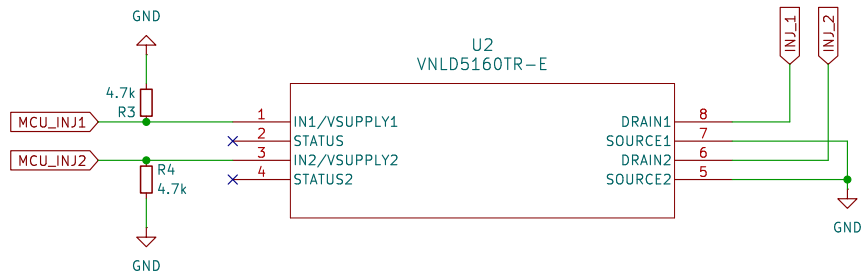 GND
U2
VNLD5160TR-E
INJ_1
INJ_2
4.7k
R3
MCU_INJ1
1
IN1/VSUPPLY1
DRAIN1
8
2
STATUS
SOURCE1
7
MCU_INJ2
3
IN2/VSUPPLY2
DRAIN2
6
R4
4.7k
4
STATUS2
SOURCE2
5
GND
GND